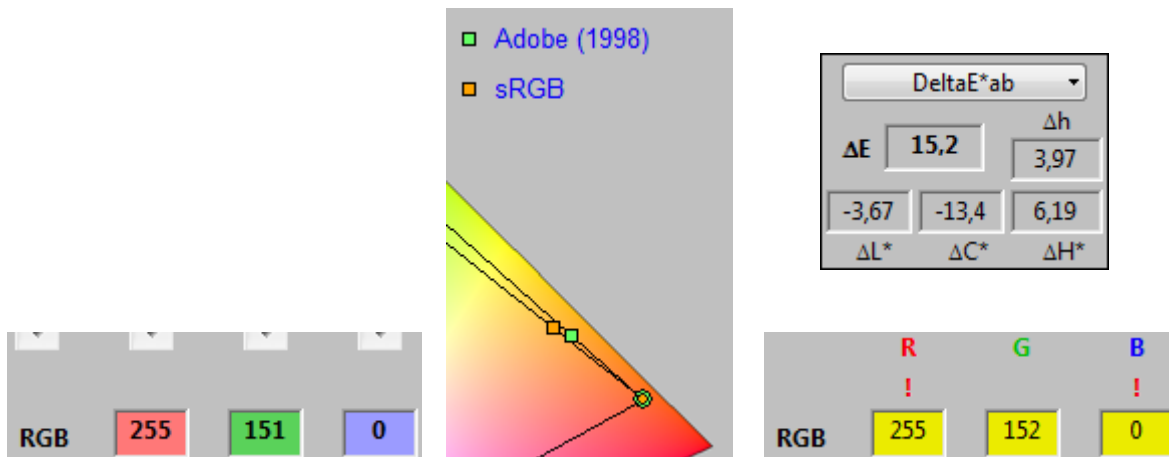 Adobe (1998)
sRGB
DeltaE*ab
Δh
ΔE 15,2
3,97
-3,67 -13,4 6,19
ΔL* ΔC* ΔH*
RGB 255 151 0
R G B
! !
RGB 255 152 0